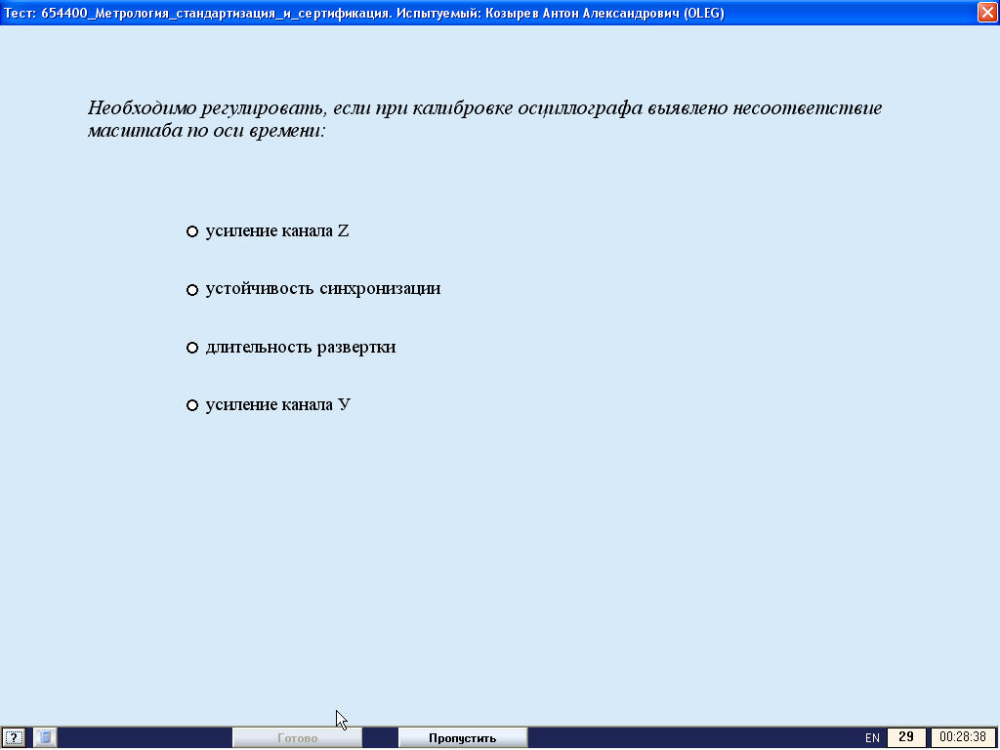 Тест: 654400_Метрология_стандартизация_и_сертификация. Испытуемый: Козырев Антон Александрович (OLEG)
Необходимо регулировать, если при калибровке осциллографа выявлено несоответствие
масштаба по оси времени:
усиление канала Z
устойчивость синхронизации
длительность развертки
усиление канала У
?
Готово
Пропустить
EN
29
00:28:38